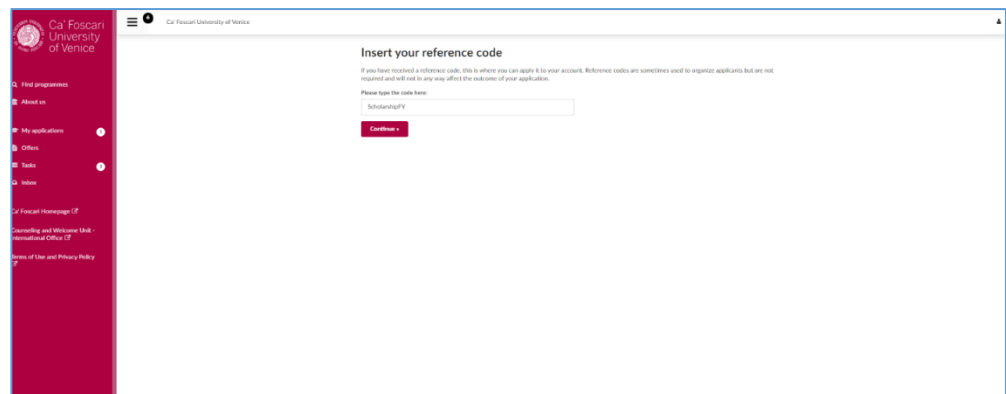 Ca' Foscari
University
of Venice
Find programmes
About us
My applications
Offers
Tasks
Inbox
Ca' Foscari Homepage
Counseling and Welcome Unit -
International Office
Terms of Use and Privacy Policy
Ca' Foscari University of Venice
Insert your reference code
If you have received a reference code, this is where you can apply it to your account. Reference codes are sometimes used to organize applicants but are not
required and will not in any way affect the outcome of your application.
Please type the code here:
ScholarshipFY
Continue »